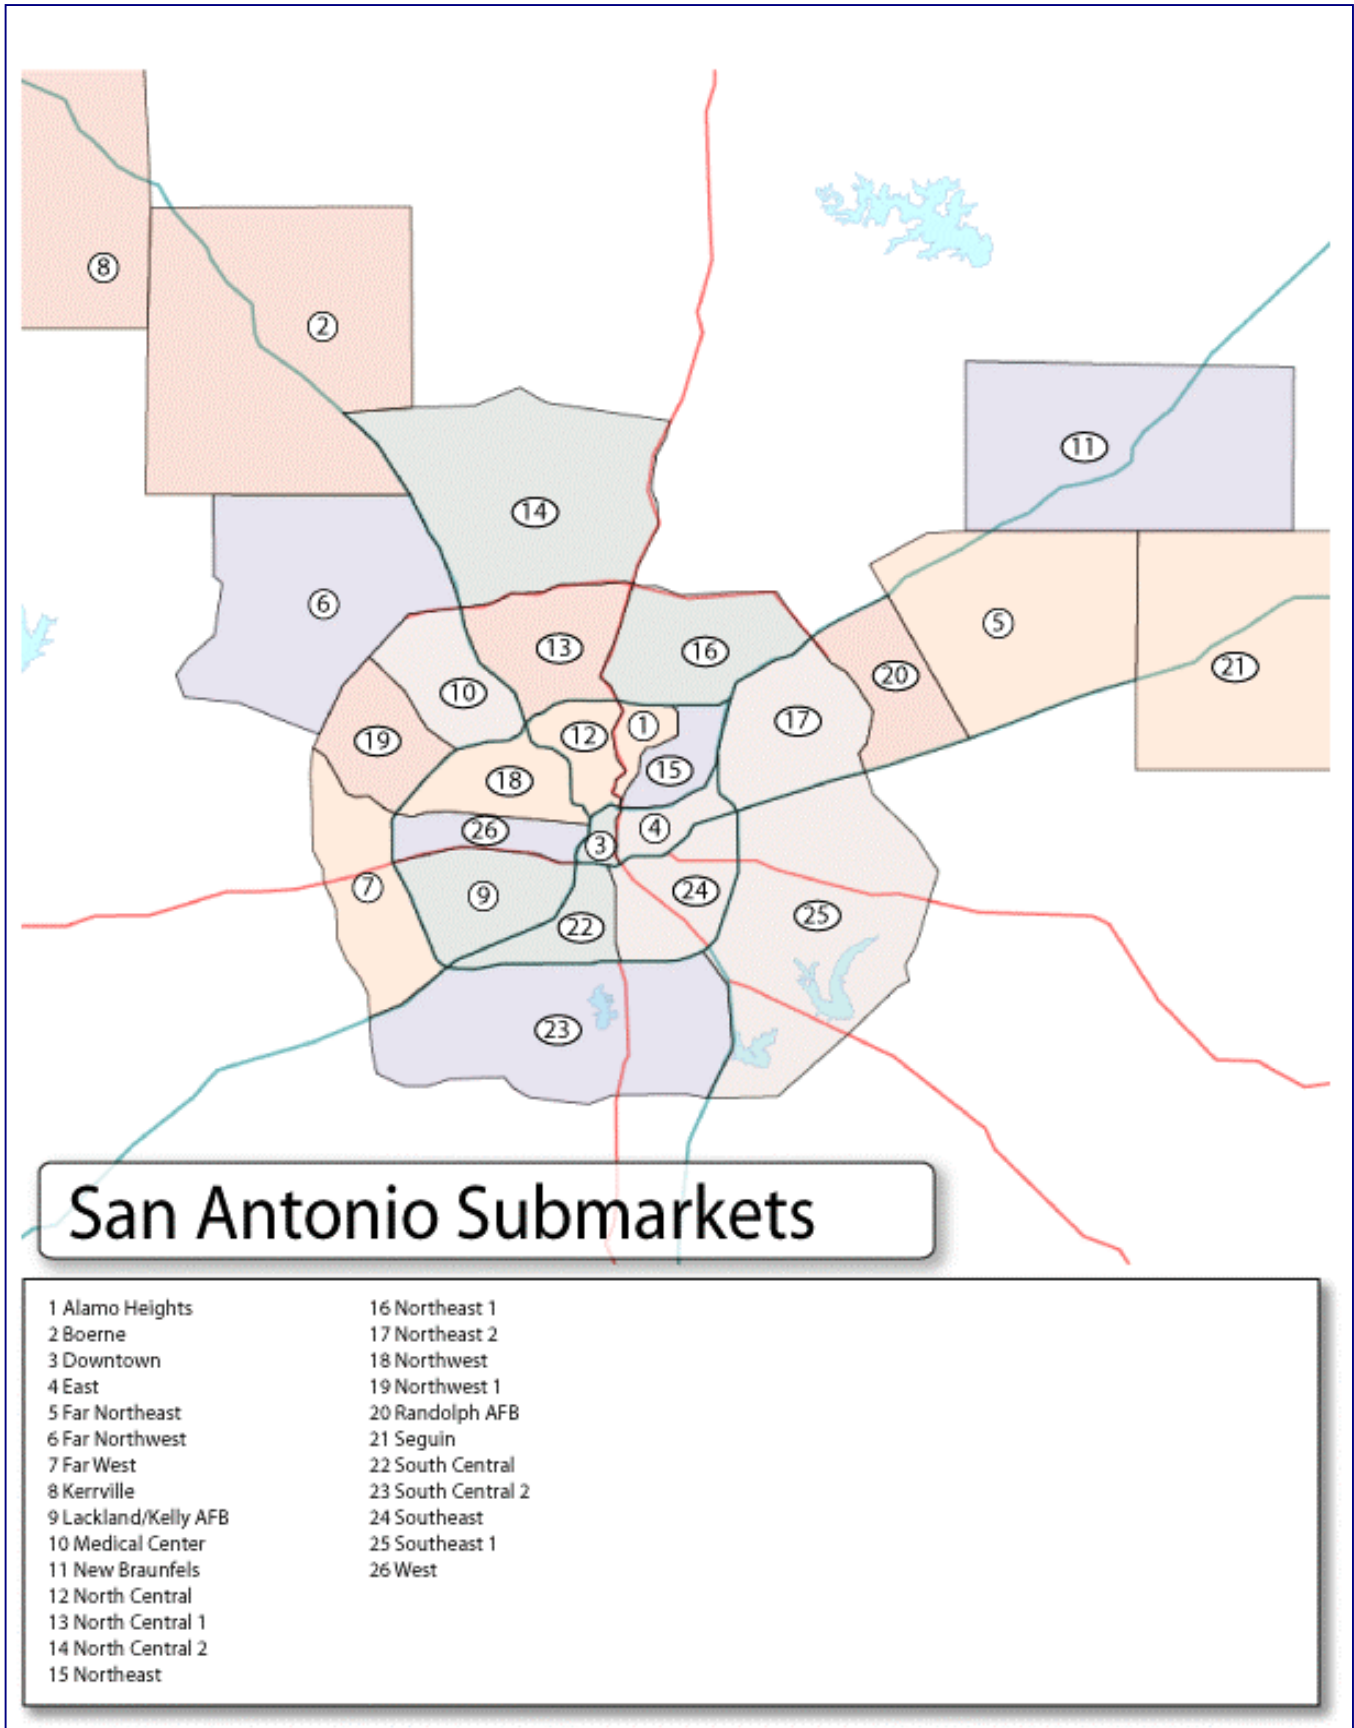 8
2
11
14
6
5
13
16
21
20
10
17
1
12
19
15
18
4
26
3
7
24
9
25
22
23
San Antonio Submarkets
1 Alamo Heights
2 Boerne
3 Downtown
4 East
5 Far Northeast
6 Far Northwest
7 Far West
8 Kerrville
9 Lackland/Kelly AFB
10 Medical Center
11 New Braunfels
12 North Central
13 North Central 1
14 North Central 2
15 Northeast
16 Northeast 1
17 Northeast 2
18 Northwest
19 Northwest 1
20 Randolph AFB
21 Seguin
22 South Central
23 South Central 2
24 Southeast
25 Southeast 1
26 West